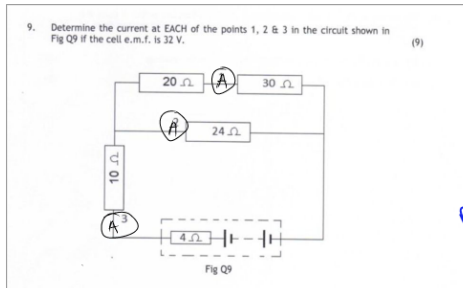 9. Determine the current at EACH of the points 1, 2 & 3 in the circuit shown in
Fig Q9 if the cell e.m.f. is 32 V.
(9)
20 Ω
A
30 Ω
A
24 Ω
10 Ω
A 3
4 Ω
Fig Q9